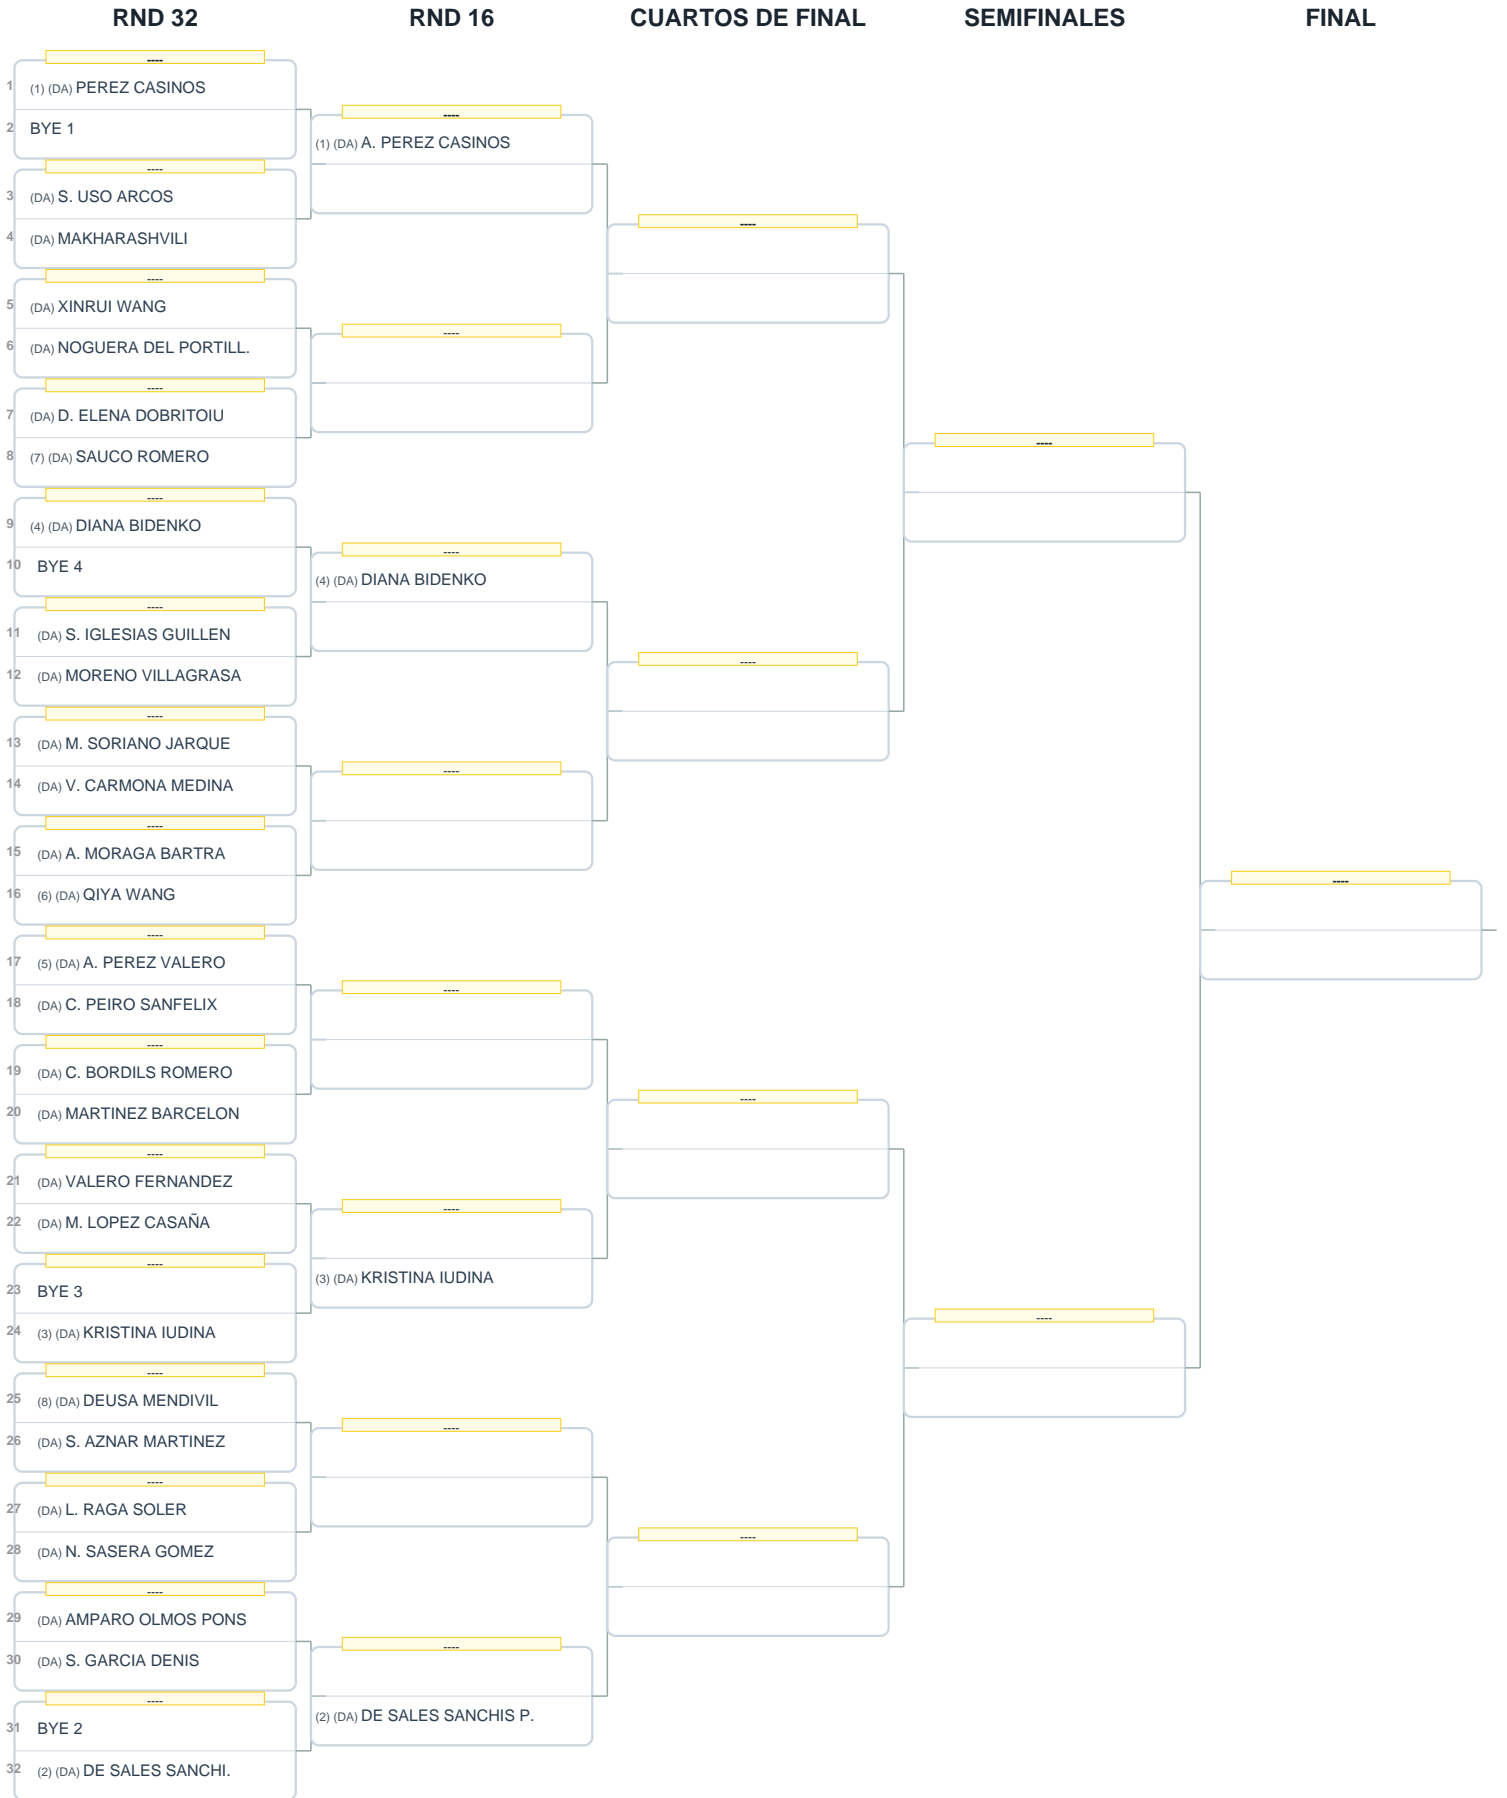 RND 32
RND 16
CUARTOS DE FINAL
SEMIFINALES
FINAL
----
1 (1) (DA) PEREZ CASINOS
2 BYE 1
----
3 (DA) S. USO ARCOS
4 (DA) MAKHARASHVILI
----
5 (DA) XINRUI WANG
6 (DA) NOGUERA DEL PORTILL.
----
7 (DA) D. ELENA DOBRITOIU
8 (7) (DA) SAUCO ROMERO
----
9 (4) (DA) DIANA BIDENKO
10 BYE 4
----
11 (DA) S. IGLESIAS GUILLEN
12 (DA) MORENO VILLAGRASA
----
13 (DA) M. SORIANO JARQUE
14 (DA) V. CARMONA MEDINA
----
15 (DA) A. MORAGA BARTRA
16 (6) (DA) QIYA WANG
----
17 (5) (DA) A. PEREZ VALERO
18 (DA) C. PEIRO SANFELIX
----
19 (DA) C. BORDILS ROMERO
20 (DA) MARTINEZ BARCELON
----
21 (DA) VALERO FERNANDEZ
22 (DA) M. LOPEZ CASAÑA
----
23 BYE 3
24 (3) (DA) KRISTINA IUDINA
----
25 (8) (DA) DEUSA MENDIVIL
26 (DA) S. AZNAR MARTINEZ
----
27 (DA) L. RAGA SOLER
28 (DA) N. SASERA GOMEZ
----
29 (DA) AMPARO OLMOS PONS
30 (DA) S. GARCIA DENIS
----
31 BYE 2
32 (2) (DA) DE SALES SANCHI.
----
(1) (DA) A. PEREZ CASINOS
----
----
(4) (DA) DIANA BIDENKO
----
----
----
(3) (DA) KRISTINA IUDINA
----
----
(2) (DA) DE SALES SANCHIS P.
----
----
----
----
----
----
----